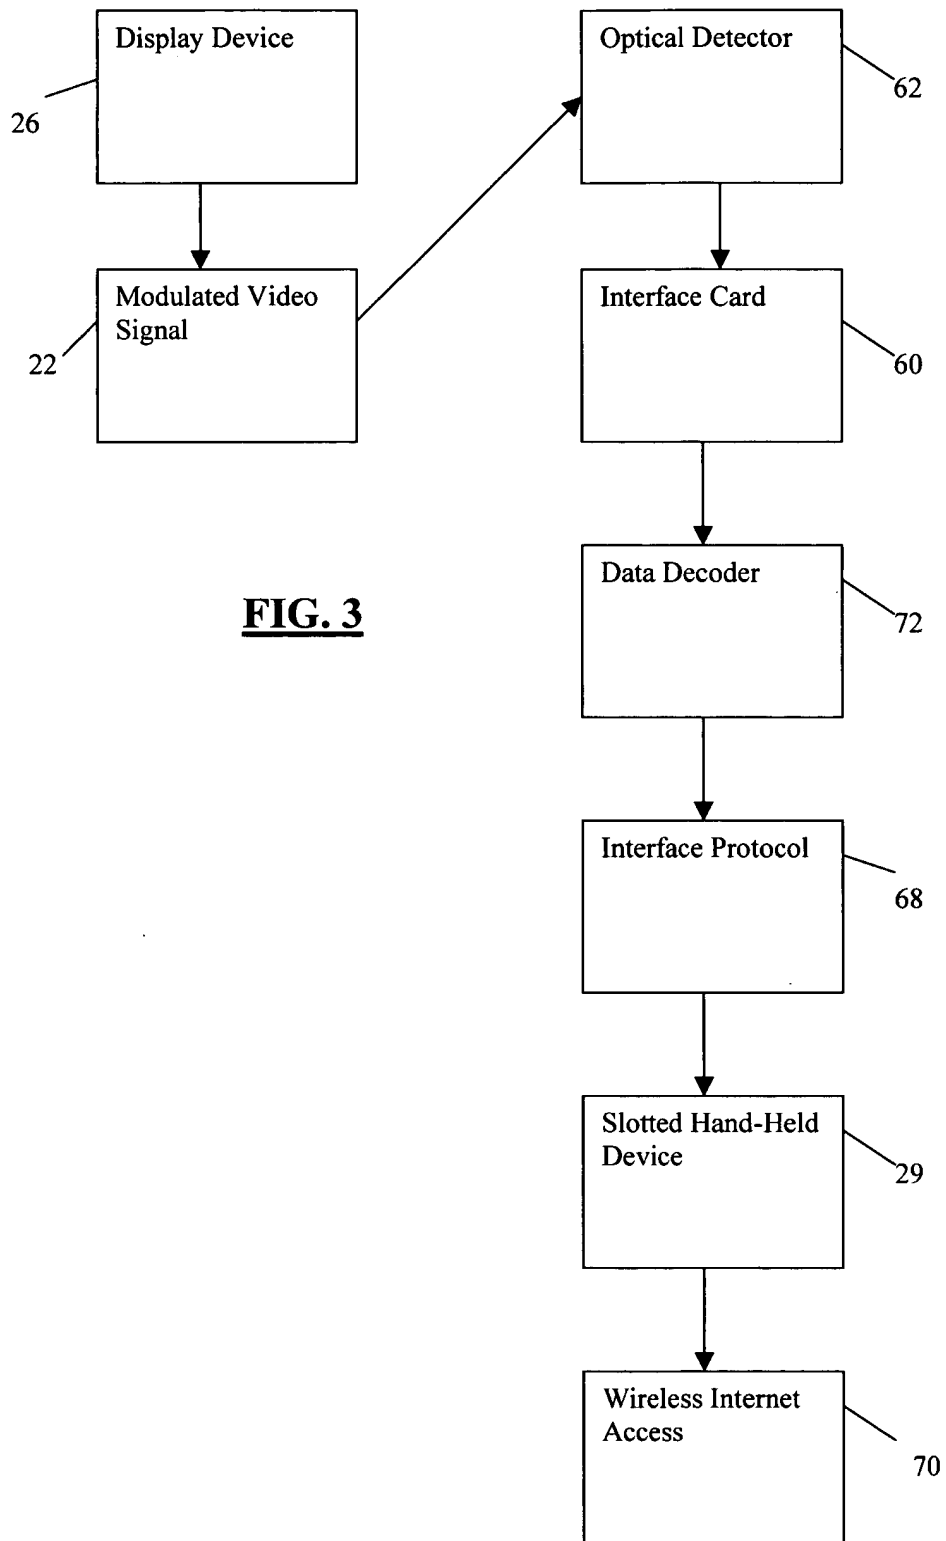 Display Device
26
Modulated Video
Signal
22
Optical Detector
62
Interface Card
60
Data Decoder
72
FIG. 3
Interface Protocol
68
Slotted Hand-Held
Device
29
Wireless Internet
Access
70